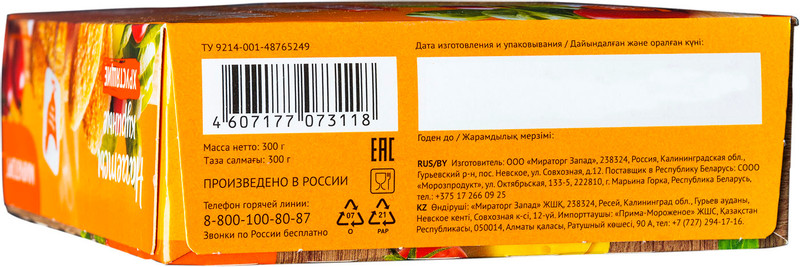 ХРУСТЯЩИЕ
Наггетсы
куриные
ТУ 9214-001-48765249
4 607177 073118
Масса нетто: 300 г
Таза салмағы: 300 г
EAC
ПРОИЗВЕДЕНО В РОССИИ
Телефон горячей линии:
8-800-100-80-87
Звонки по России бесплатно
07
O
21
PAP
Дата изготовления и упаковывания / Дайындалған және оралған күні:
Годен до / Жарамдылық мерзімі:
RUS/BY Изготовитель: ООО «Мираторг Запад», 238324, Россия, Калининградская обл.,
Гурьевский р-н, пос. Невское, ул. Совхозная, д.12. Поставщик в Республику Беларусь: СООО
«Морозпродукт», ул. Октябрьская, 133-5, 222810, г. Марьина Горка, Республика Беларусь,
тел.: +375 17 266 09 25
KZ Өндіруші: «Мираторг Запад» ЖШҚ, 238324, Ресей, Калининград обл., Гурьев ауданы,
Невское кенті, Совхозная к-сі, 12-үй. Импорттаушы: «Прима-Мороженое» ЖШС, Қазақстан
Республикасы, 050014, Алматы қаласы, Ратушный көшесі, 90 А, тел: +7 (727) 294-17-16.